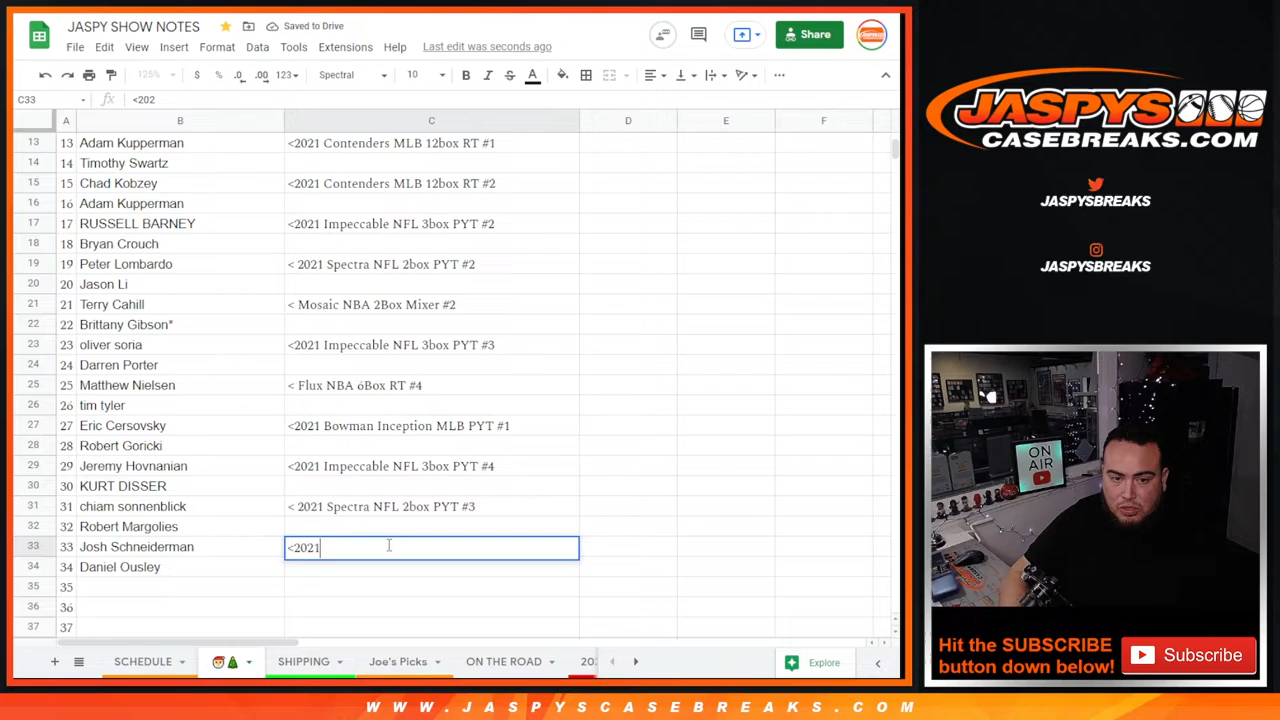 JASPY SHOW NOTES
Saved to Drive
File Edit View Insert Format Data Tools Extensions Help Last edit was seconds ago
Share
125% $ % .0 .00 123 Spectral 10 B I S A
C33 fx <202
A B C D E F
13 13 Adam Kupperman <2021 Contenders MLB 12box RT #1
14 14 Timothy Swartz
15 15 Chad Kobzey <2021 Contenders MLB 12box RT #2
16 16 Adam Kupperman
17 17 RUSSELL BARNEY <2021 Impeccable NFL 3box PYT #2
18 18 Bryan Crouch
19 19 Peter Lombardo < 2021 Spectra NFL 2box PYT #2
20 20 Jason Li
21 21 Terry Cahill < Mosaic NBA 2Box Mixer #2
22 22 Brittany Gibson*
23 23 oliver soria <2021 Impeccable NFL 3box PYT #3
24 24 Darren Porter
25 25 Matthew Nielsen < Flux NBA 6Box RT #4
26 26 tim tyler
27 27 Eric Cersovsky <2021 Bowman Inception MLB PYT #1
28 28 Robert Goricki
29 29 Jeremy Hovnanian <2021 Impeccable NFL 3box PYT #4
30 30 KURT DISSER
31 31 chiam sonnenblick < 2021 Spectra NFL 2box PYT #3
32 32 Robert Margolies
33 33 Josh Schneiderman <2021
34 34 Daniel Ousley
35 35
36 36
37 37
SCHEDULE SHIPPING Joe's Picks ON THE ROAD 20 Explore
JASPYS
CASEBREAKS.COM
JASPYSBREAKS
JASPYSBREAKS
ON
AIR
Hit the SUBSCRIBE
button down below!
Subscribe
WWW.JASPYSCASEBREAKS.COM